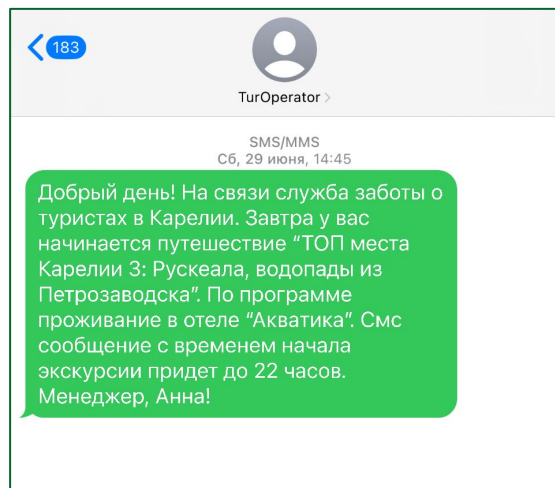 183
TurOperator >
SMS/MMS
Сб, 29 июня, 14:45
Добрый день! На связи служба заботы о
туристах в Карелии. Завтра у вас
начинается путешествие “ТОП места
Карелии 3: Рускеала, водопады из
Петрозаводска”. По программе
проживание в отеле “Акватика”. Смс
сообщение с временем начала
экскурсии придет до 22 часов.
Менеджер, Анна!